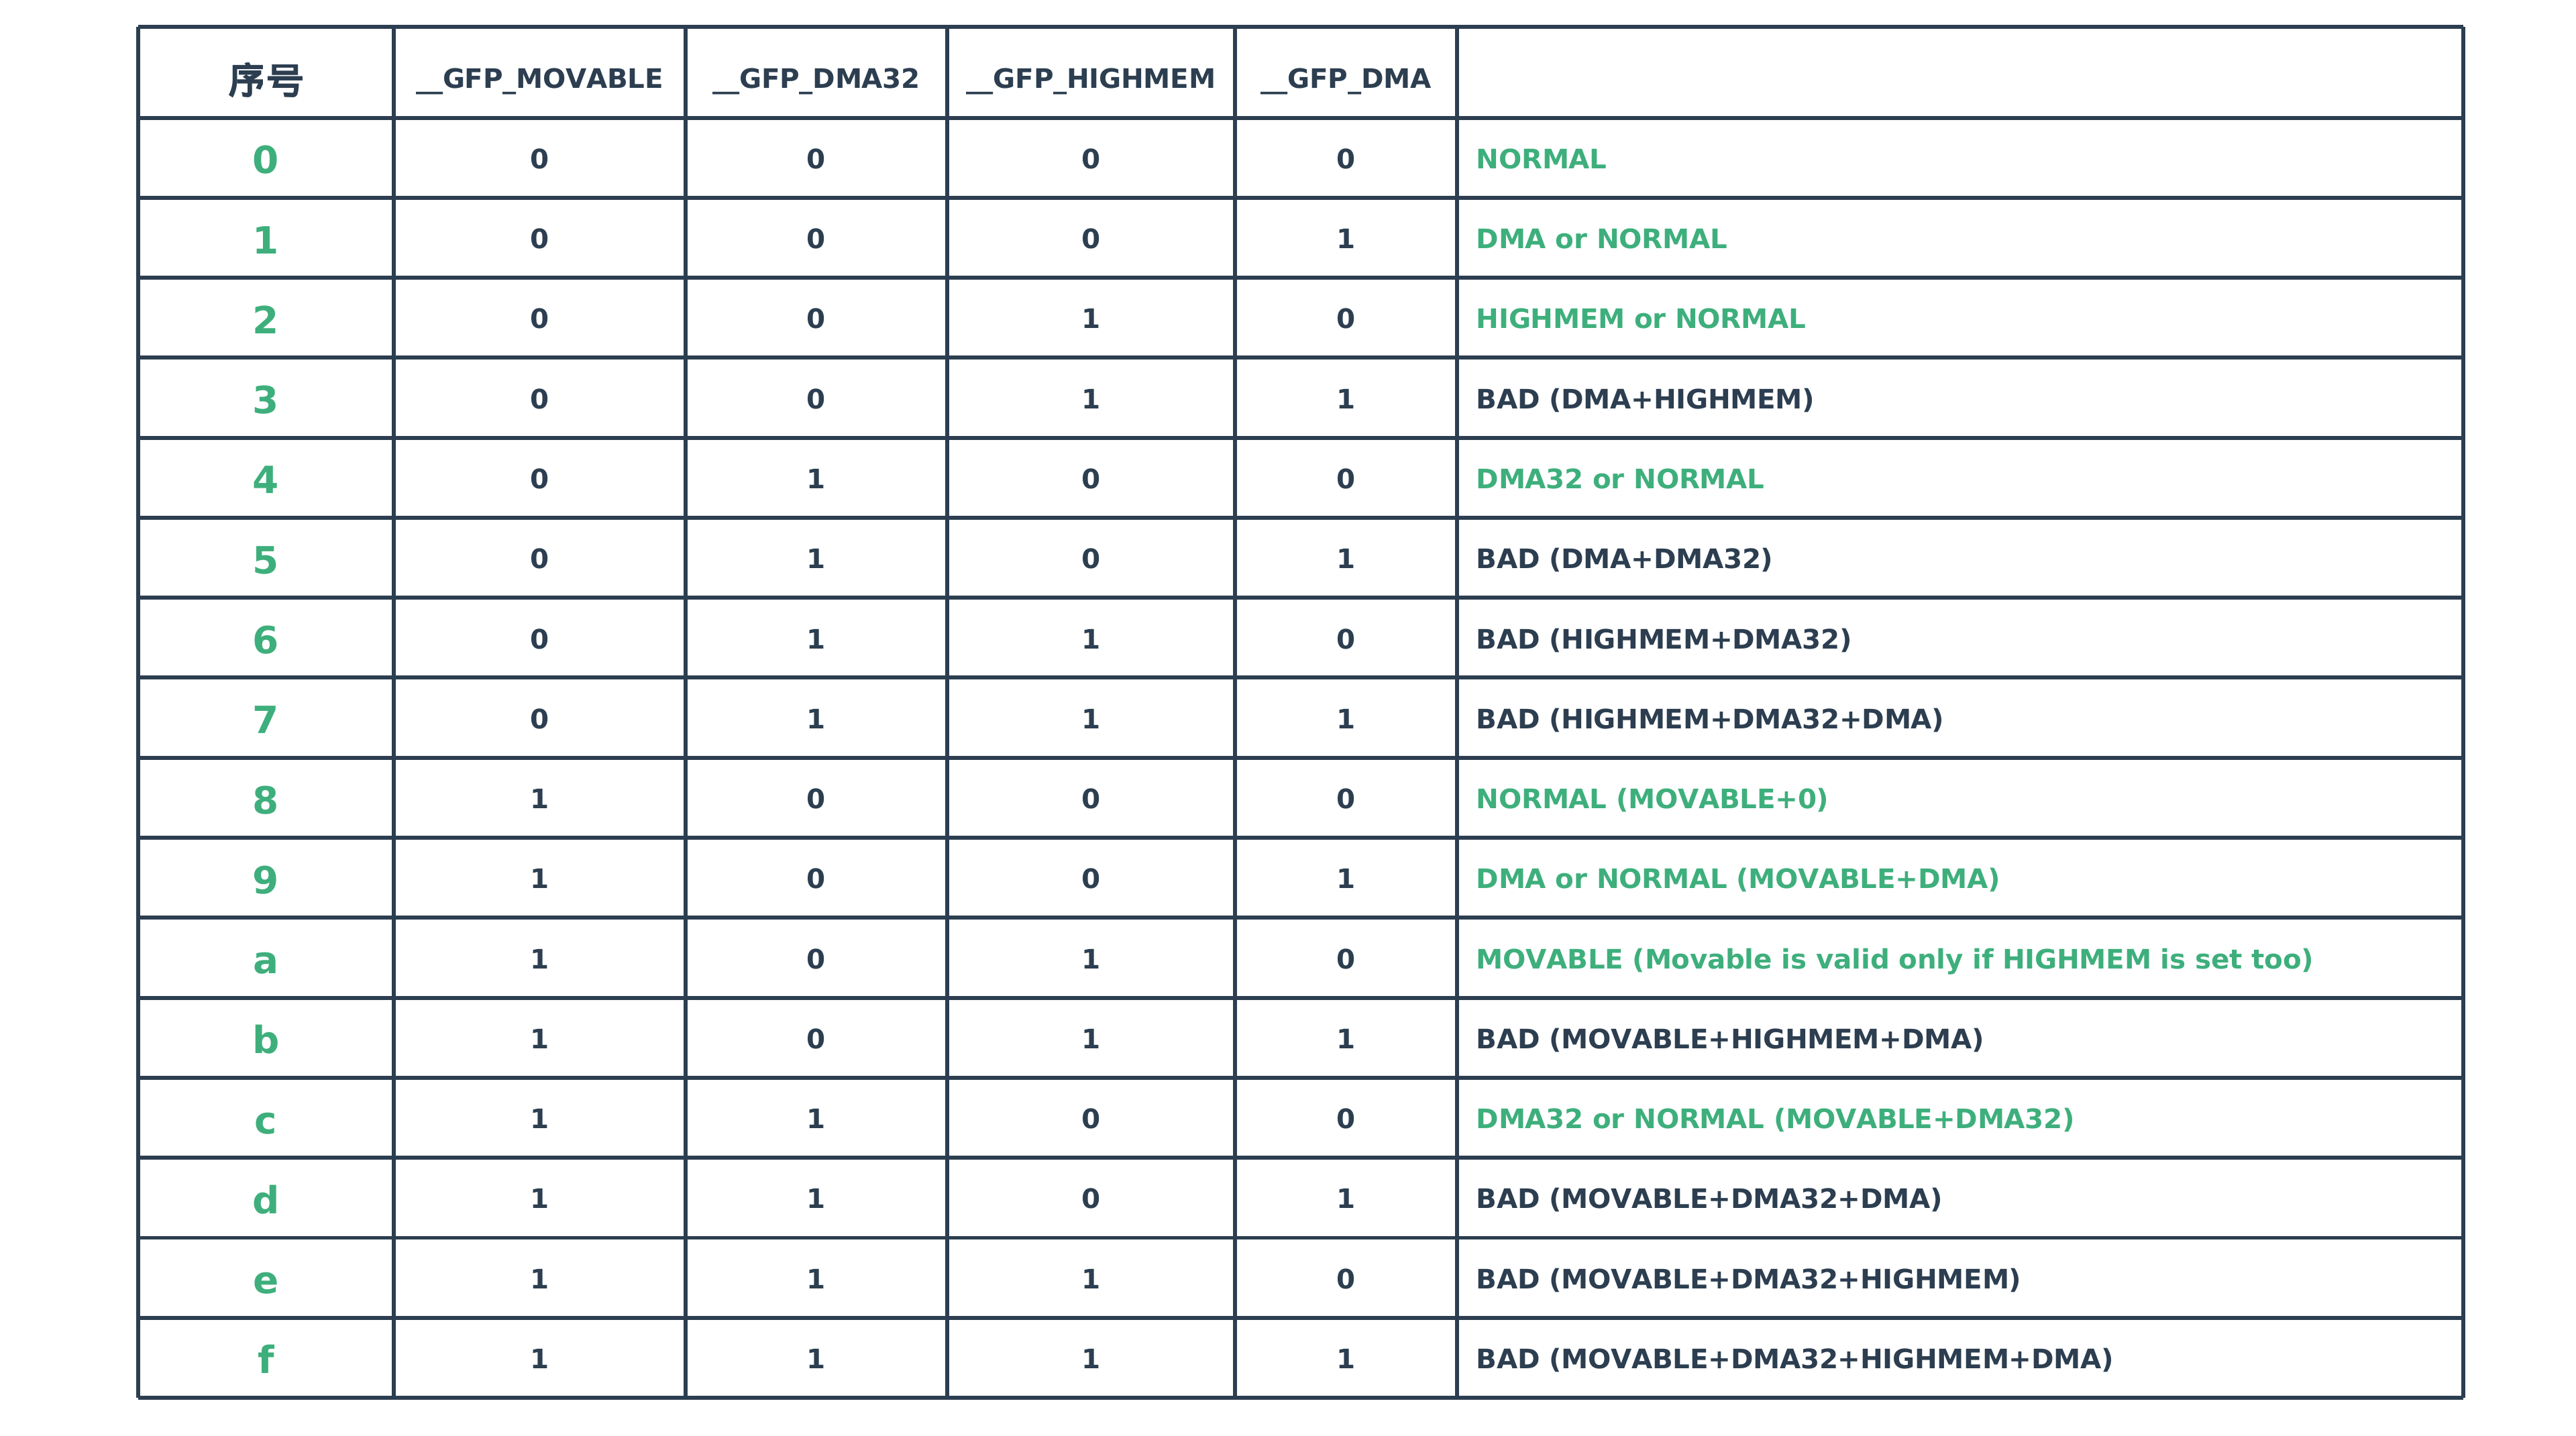 序号 __GFP_MOVABLE __GFP_DMA32 __GFP_HIGHMEM __GFP_DMA
0 0 0 0 0 NORMAL
1 0 0 0 1 DMA or NORMAL
2 0 0 1 0 HIGHMEM or NORMAL
3 0 0 1 1 BAD (DMA+HIGHMEM)
4 0 1 0 0 DMA32 or NORMAL
5 0 1 0 1 BAD (DMA+DMA32)
6 0 1 1 0 BAD (HIGHMEM+DMA32)
7 0 1 1 1 BAD (HIGHMEM+DMA32+DMA)
8 1 0 0 0 NORMAL (MOVABLE+0)
9 1 0 0 1 DMA or NORMAL (MOVABLE+DMA)
a 1 0 1 0 MOVABLE (Movable is valid only if HIGHMEM is set too)
b 1 0 1 1 BAD (MOVABLE+HIGHMEM+DMA)
c 1 1 0 0 DMA32 or NORMAL (MOVABLE+DMA32)
d 1 1 0 1 BAD (MOVABLE+DMA32+DMA)
e 1 1 1 0 BAD (MOVABLE+DMA32+HIGHMEM)
f 1 1 1 1 BAD (MOVABLE+DMA32+HIGHMEM+DMA)